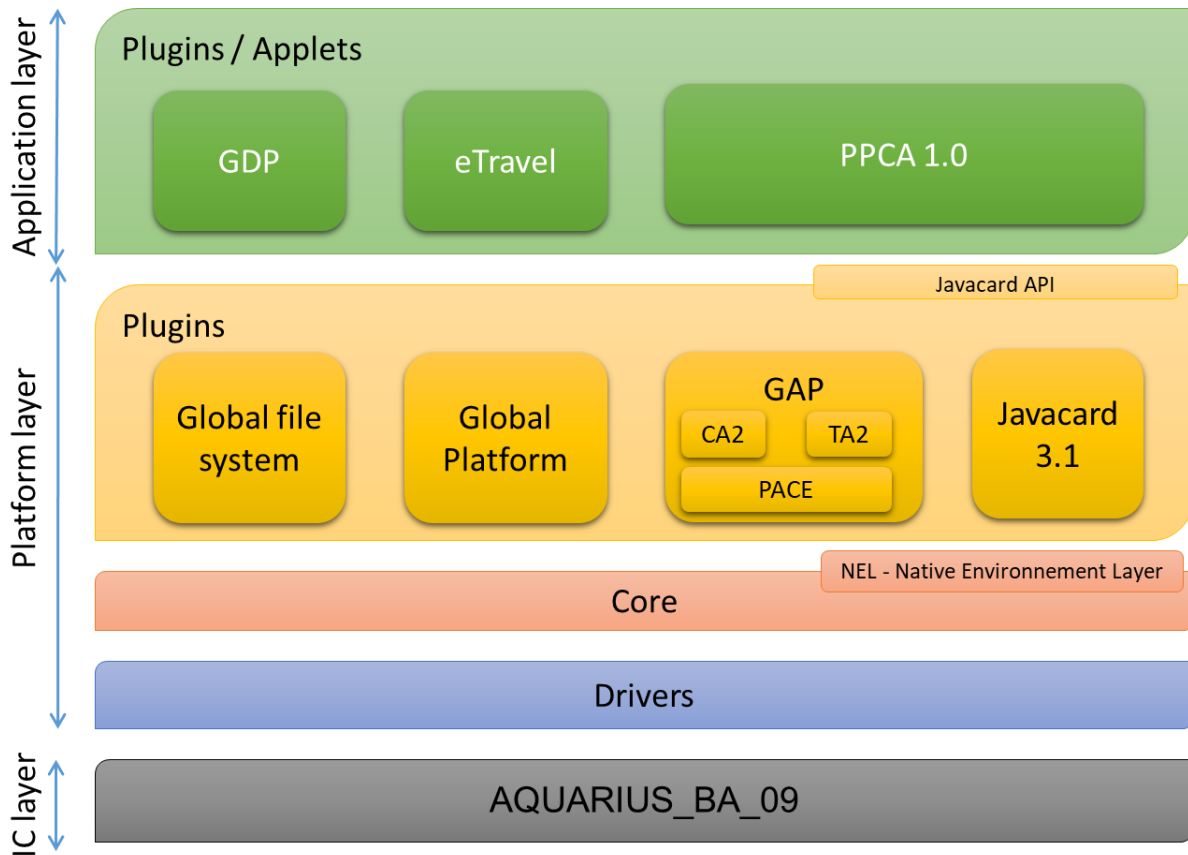 Application layer
Plugins / Applets
GDP
eTravel
PPCA 1.0
Platform layer
Javacard API
Plugins
Global file
system
Global
Platform
GAP
CA2
TA2
PACE
Javacard
3.1
NEL - Native Environnement Layer
Core
Drivers
IC layer
AQUARIUS_BA_09